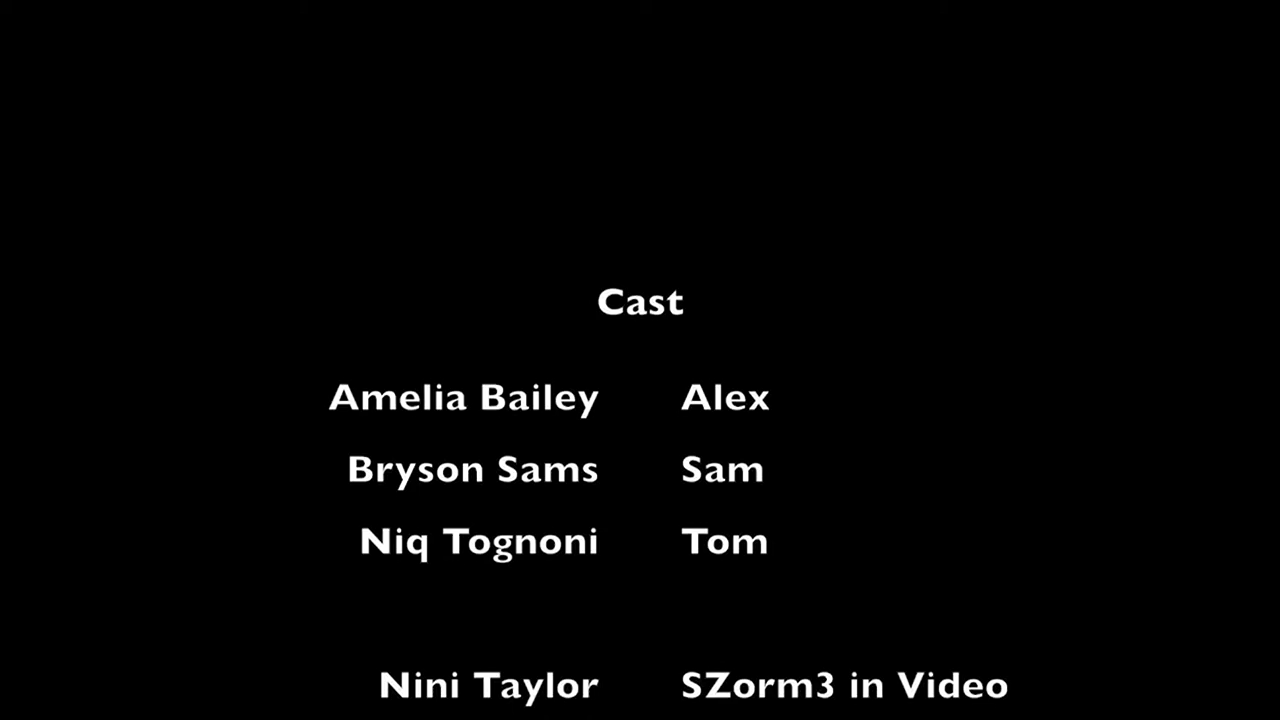 Cast
Amelia Bailey Alex
Bryson Sams Sam
Niq Tognoni Tom
Nini Taylor SZorm3 in Video